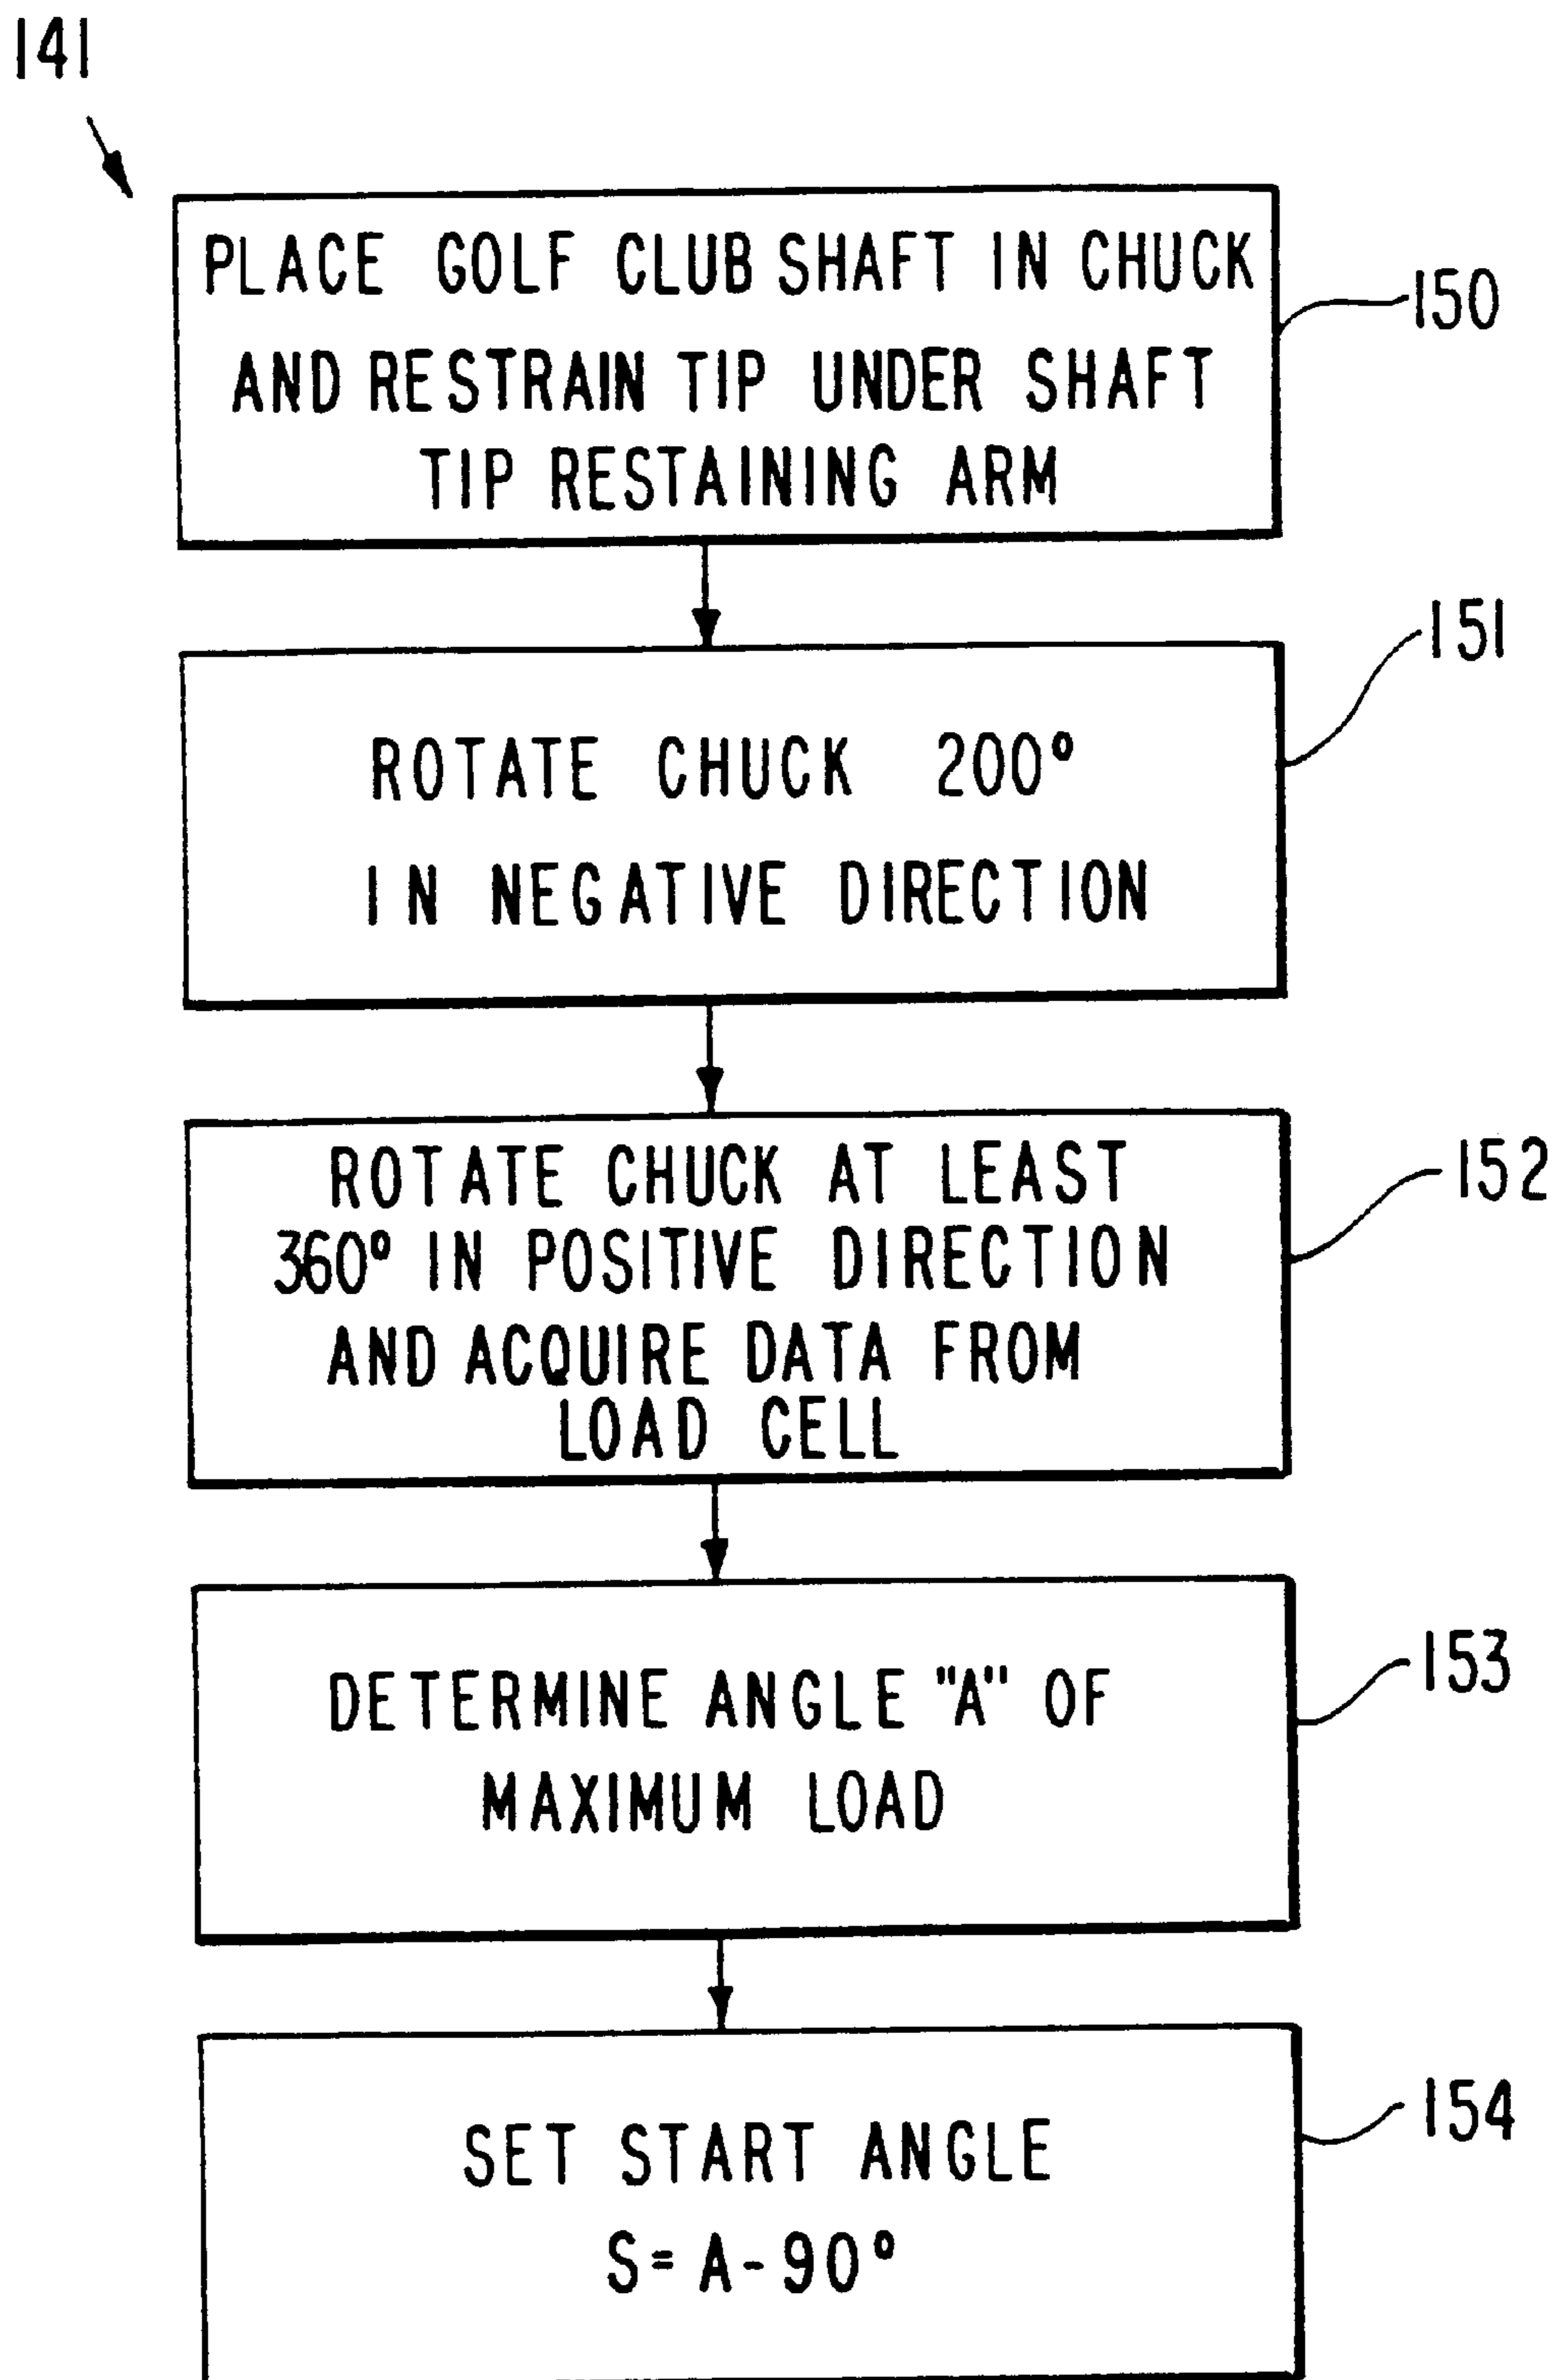 141
PLACE GOLF CLUB SHAFT IN CHUCK
AND RESTRAIN TIP UNDER SHAFT
TIP RESTAINING ARM
150
151
ROTATE CHUCK 200°
IN NEGATIVE DIRECTION
152
ROTATE CHUCK AT LEAST
360° IN POSITIVE DIRECTION
AND ACQUIRE DATA FROM
LOAD CELL
153
DETERMINE ANGLE "A" OF
MAXIMUM LOAD
154
SET START ANGLE
S=A-90°